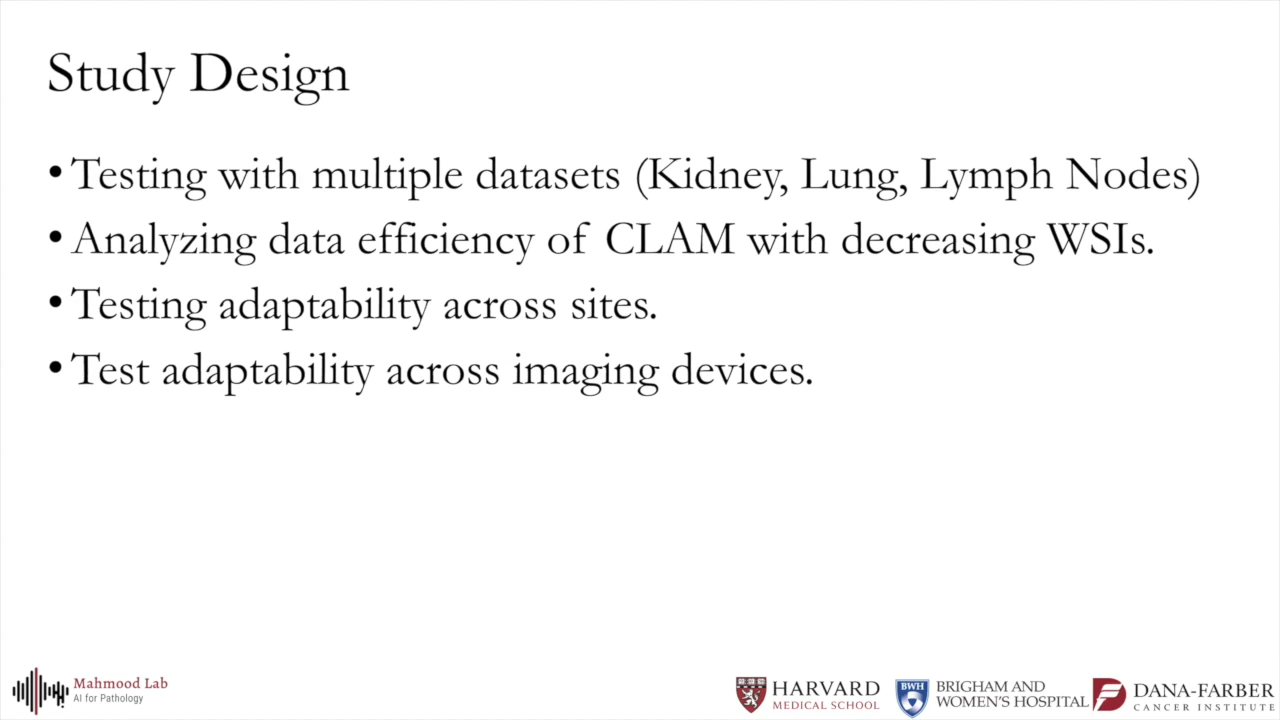 Study Design
• Testing with multiple datasets (Kidney, Lung, Lymph Nodes)
• Analyzing data efficiency of CLAM with decreasing WSIs.
• Testing adaptability across sites.
• Test adaptability across imaging devices.
Mahmood Lab
AI for Pathology
HARVARD
MEDICAL SCHOOL
BWH
BRIGHAM AND
WOMEN'S HOSPITAL
DANA-FARBER
CANCER INSTITUTE